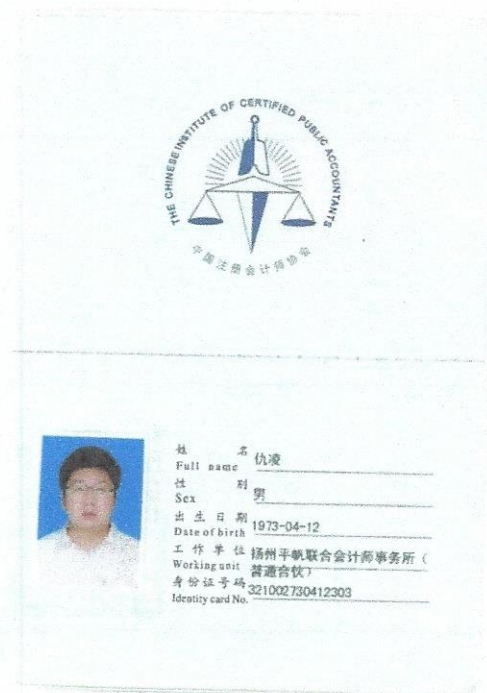 THE CHINESE INSTITUTE OF CERTIFIED PUBLIC ACCOUNTANTS
中国注册会计师协会
姓 名 仇凌
Full name
性 别 男
Sex
出生日期 1973-04-12
Date of birth
工作单位 扬州平帆联合会计师事务所（
Working unit 普通合伙）
身份证号码 321002730412303
Identity card No.